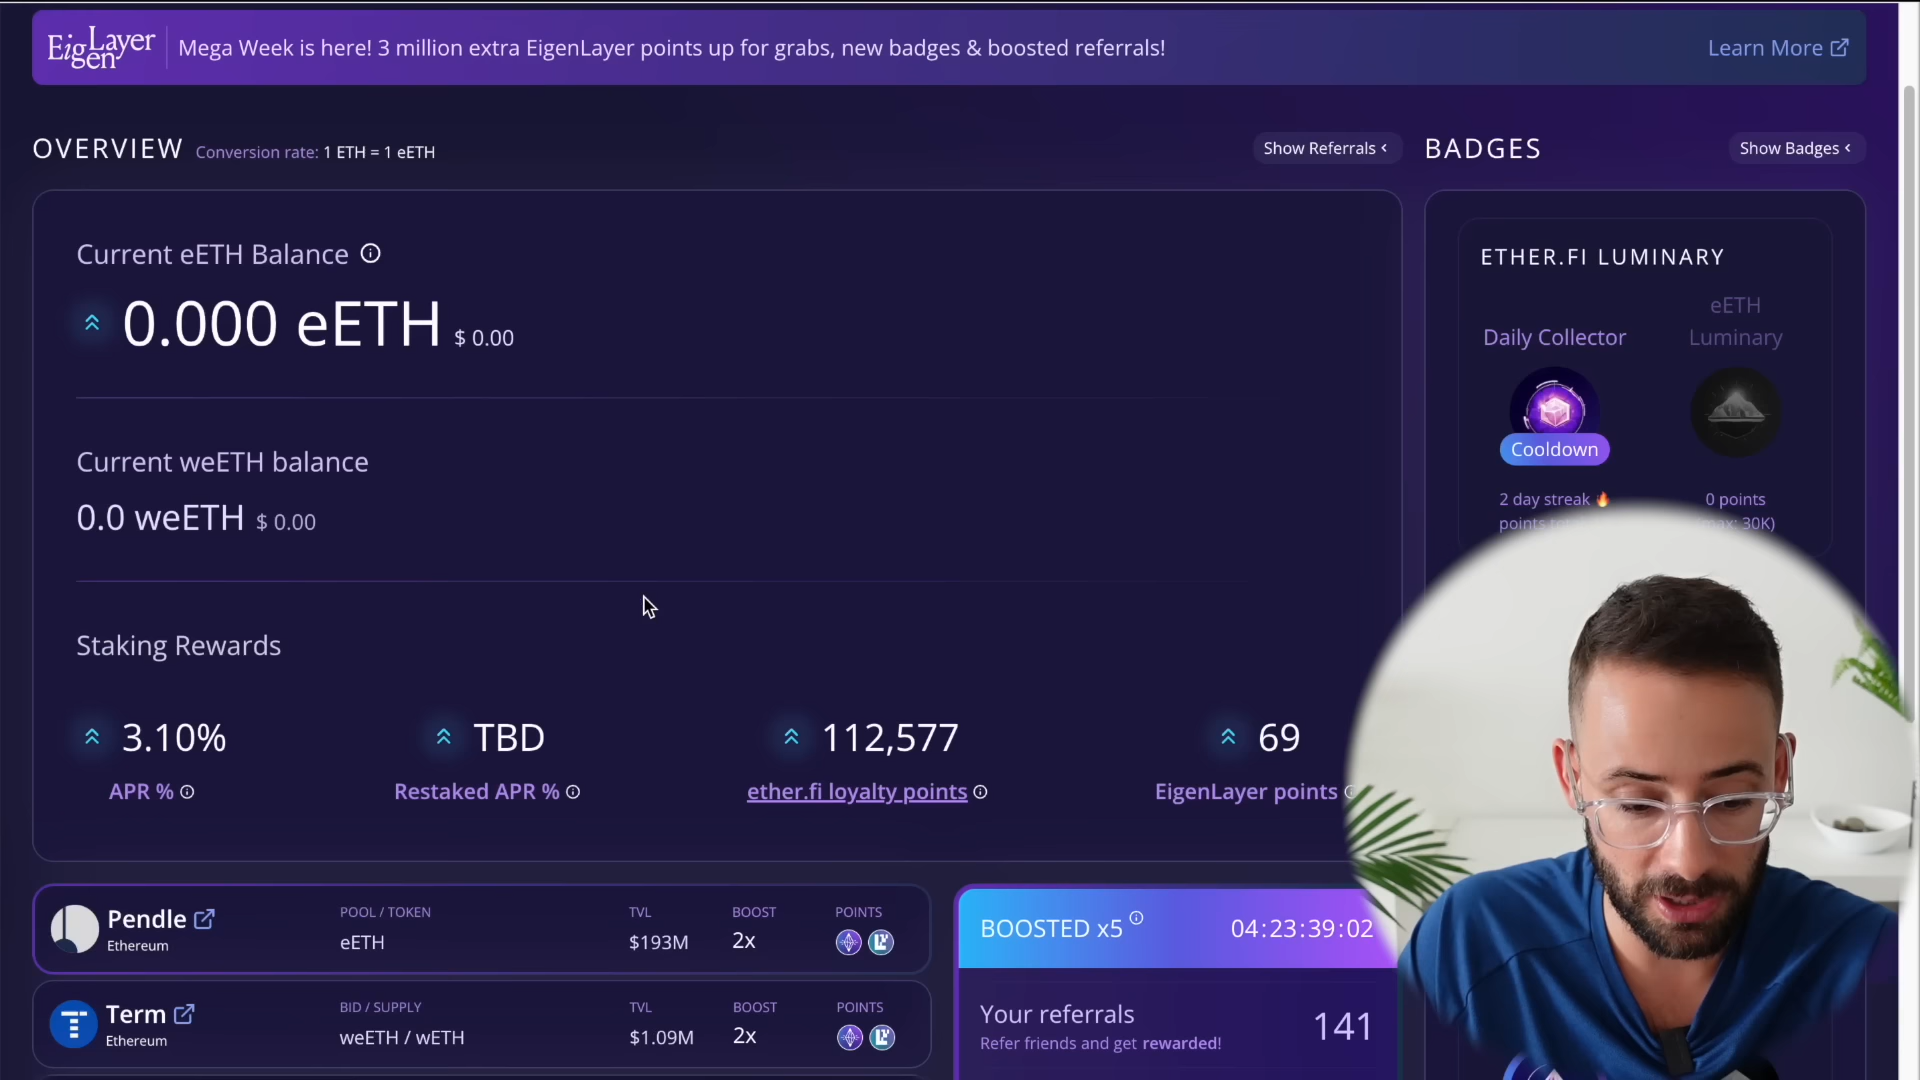 EigenLayer
Mega Week is here! 3 million extra EigenLayer points up for grabs, new badges & boosted referrals!
Learn More
OVERVIEW
Conversion rate: 1 ETH = 1 eETH
Show Referrals
BADGES
Show Badges
Current eETH Balance
0.000 eETH $ 0.00
Current weETH balance
0.0 weETH $ 0.00
Staking Rewards
3.10%
APR %
TBD
Restaked APR %
112,577
ether.fi loyalty points
69
EigenLayer points
ETHER.FI LUMINARY
Daily Collector
Cooldown
2 day streak 🔥
points
eETH
Luminary
0 points
max: 30K)
Pendle
Ethereum
POOL / TOKEN
eETH
TVL
$193M
BOOST
2x
POINTS
Term
Ethereum
BID / SUPPLY
weETH / wETH
TVL
$1.09M
BOOST
2x
POINTS
BOOSTED x5
04:23:39:02
Your referrals
Refer friends and get rewarded!
141